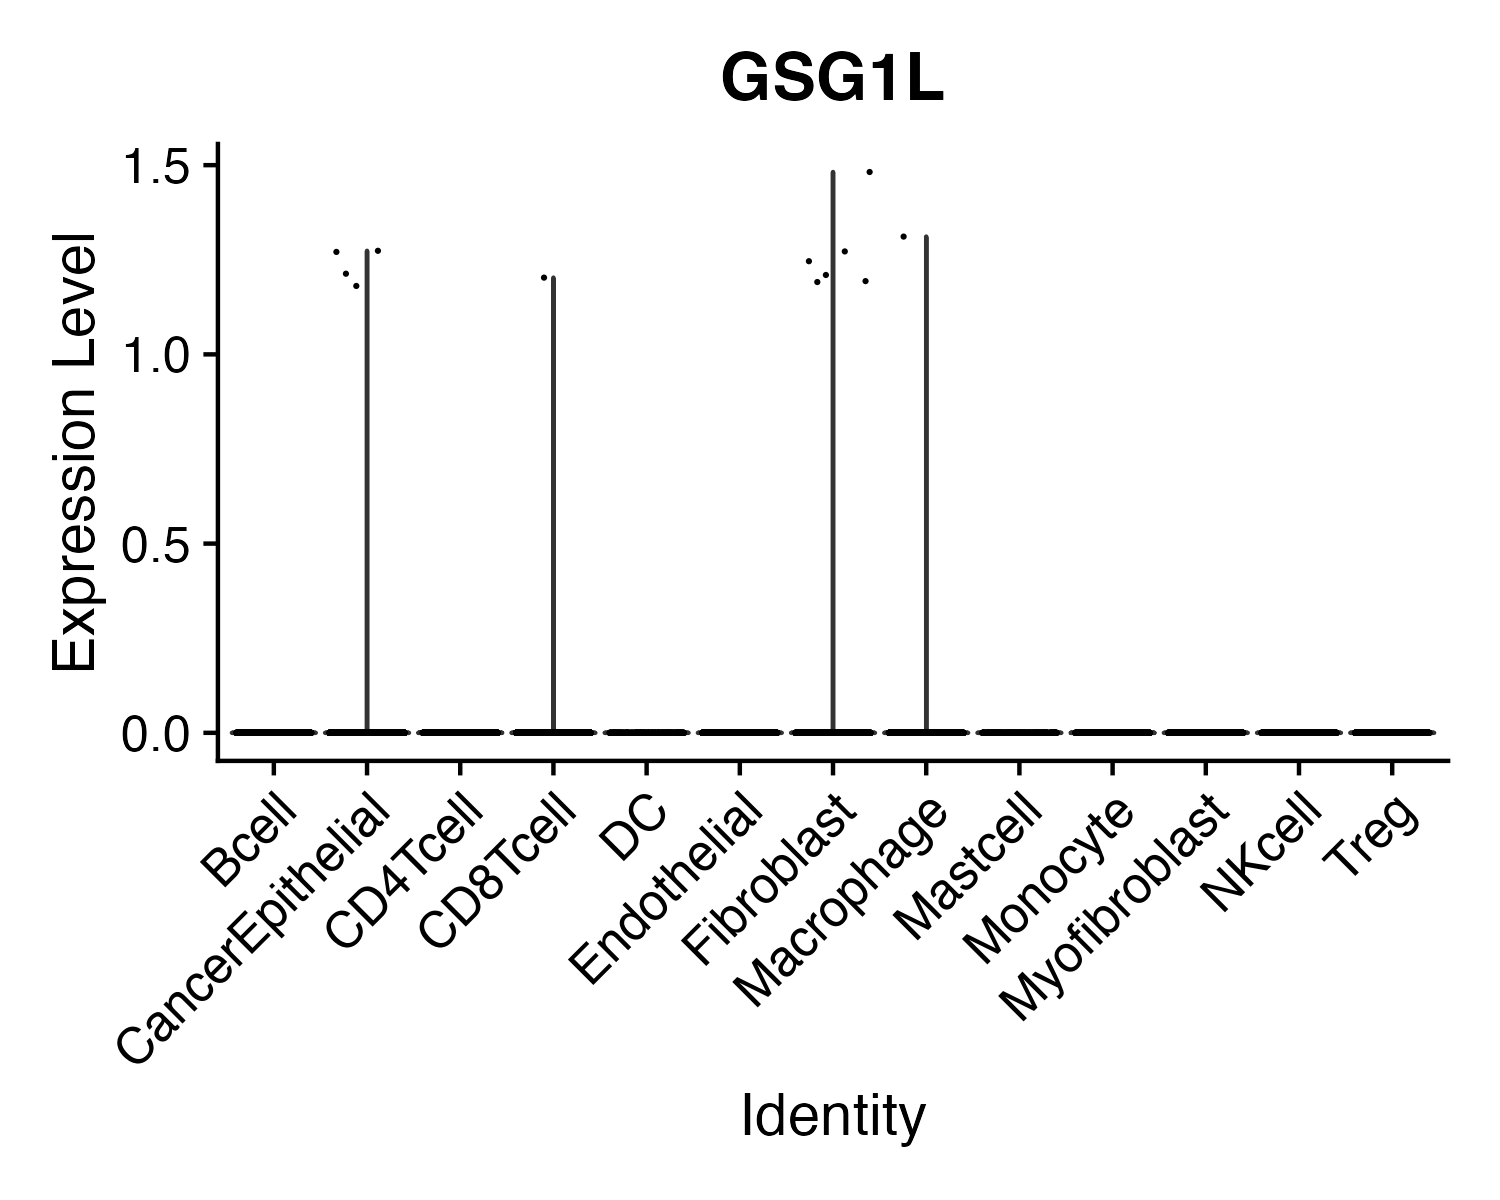 GSG1L
Expression Level
1.5
1.0
0.5
0.0
Bcell
CancerEpithelial
CD4Tcell
CD8Tcell
DC
Endothelial
Fibroblast
Macrophage
Mastcell
Monocyte
Myofibroblast
NKcell
Treg
Identity